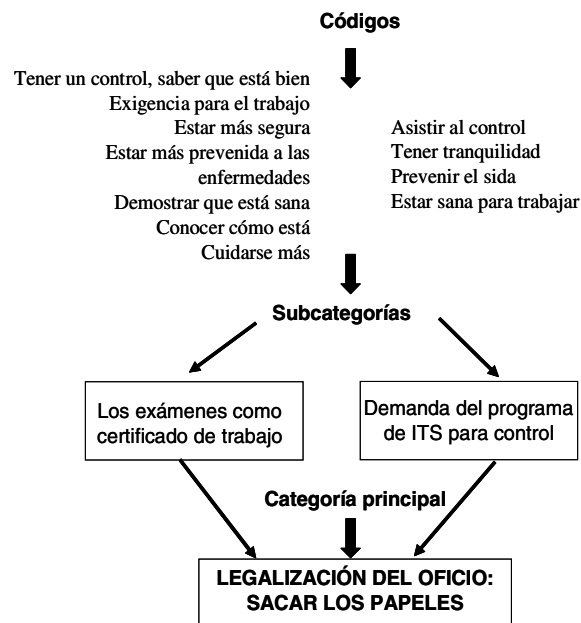 Códigos
Tener un control, saber que está bien
Exigencia para el trabajo
Estar más segura
Estar más prevenida a las
enfermedades
Demostrar que está sana
Conocer cómo está
Cuidarse más
Asistir al control
Tener tranquilidad
Prevenir el sida
Estar sana para trabajar
Subcategorías
Los exámenes como
certificado de trabajo
Demanda del programa
de ITS para control
Categoría principal
LEGALIZACIÓN DEL OFICIO:
SACAR LOS PAPELES